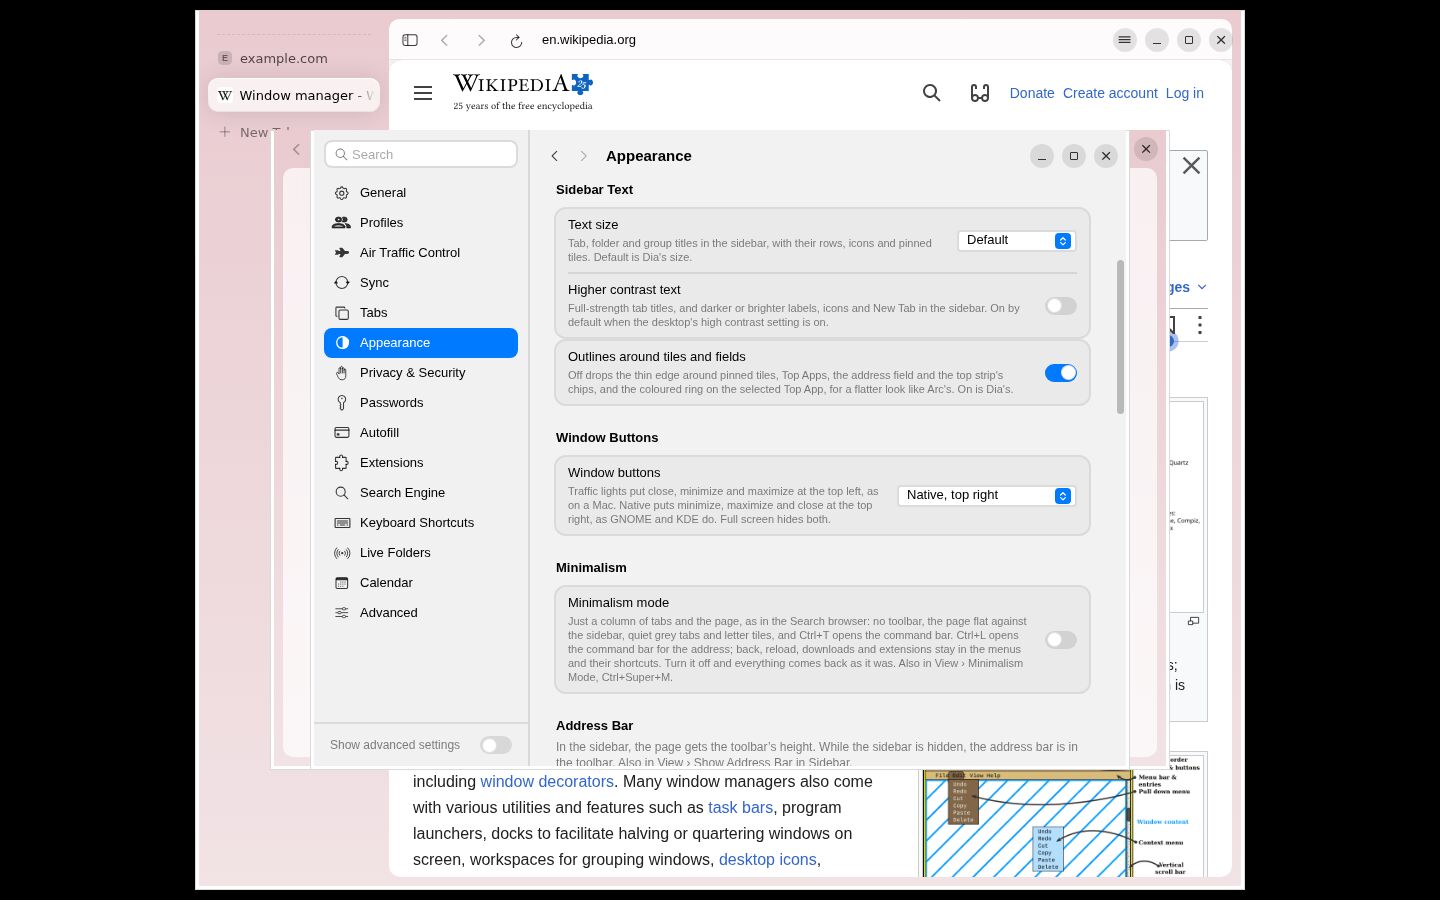 en.wikipedia.org
E example.com
W Window manager -
New
WIKIPEDIA 25
25 years of the free encyclopedia
Donate Create account Log in
Search
General
Profiles
Air Traffic Control
Sync
Tabs
Appearance
Privacy & Security
Passwords
Autofill
Extensions
Search Engine
Keyboard Shortcuts
Live Folders
Calendar
Advanced
Show advanced settings
Appearance
Sidebar Text
Text size
Tab, folder and group titles in the sidebar, with their rows, icons and pinned
tiles. Default is Dia's size.
Default
Higher contrast text
Full-strength tab titles, and darker or brighter labels, icons and New Tab in the sidebar. On by
default when the desktop's high contrast setting is on.
Outlines around tiles and fields
Off drops the thin edge around pinned tiles, Top Apps, the address field and the top strip's
chips, and the coloured ring on the selected Top App, for a flatter look like Arc's. On is Dia's.
Window Buttons
Window buttons
Traffic lights put close, minimize and maximize at the top left, as
on a Mac. Native puts minimize, maximize and close at the top
right, as GNOME and KDE do. Full screen hides both.
Native, top right
Minimalism
Minimalism mode
Just a column of tabs and the page, as in the Search browser: no toolbar, the page flat against
the sidebar, quiet grey tabs and letter tiles, and Ctrl+T opens the command bar. Ctrl+L opens
the command bar for the address; back, reload, downloads and extensions stay in the menus
and their shortcuts. Turn it off and everything comes back as it was. Also in View › Minimalism
Mode, Ctrl+Super+M.
Address Bar
In the sidebar, the page gets the toolbar's height. While the sidebar is hidden, the address bar is in
the toolbar. Also in View › Show Address Bar in Sidebar.
ges
Quartz
e, Compiz,
s;
is
including window decorators. Many window managers also come
with various utilities and features such as task bars, program
launchers, docks to facilitate halving or quartering windows on
screen, workspaces for grouping windows, desktop icons,
File Edit View Help
Undo
Redo
Cut
Copy
Paste
Delete
Undo
Redo
Cut
Copy
Paste
Delete
order
& buttons
Menu bar &
entries
Pull down menu
Window content
Context menu
Vertical
scroll bar